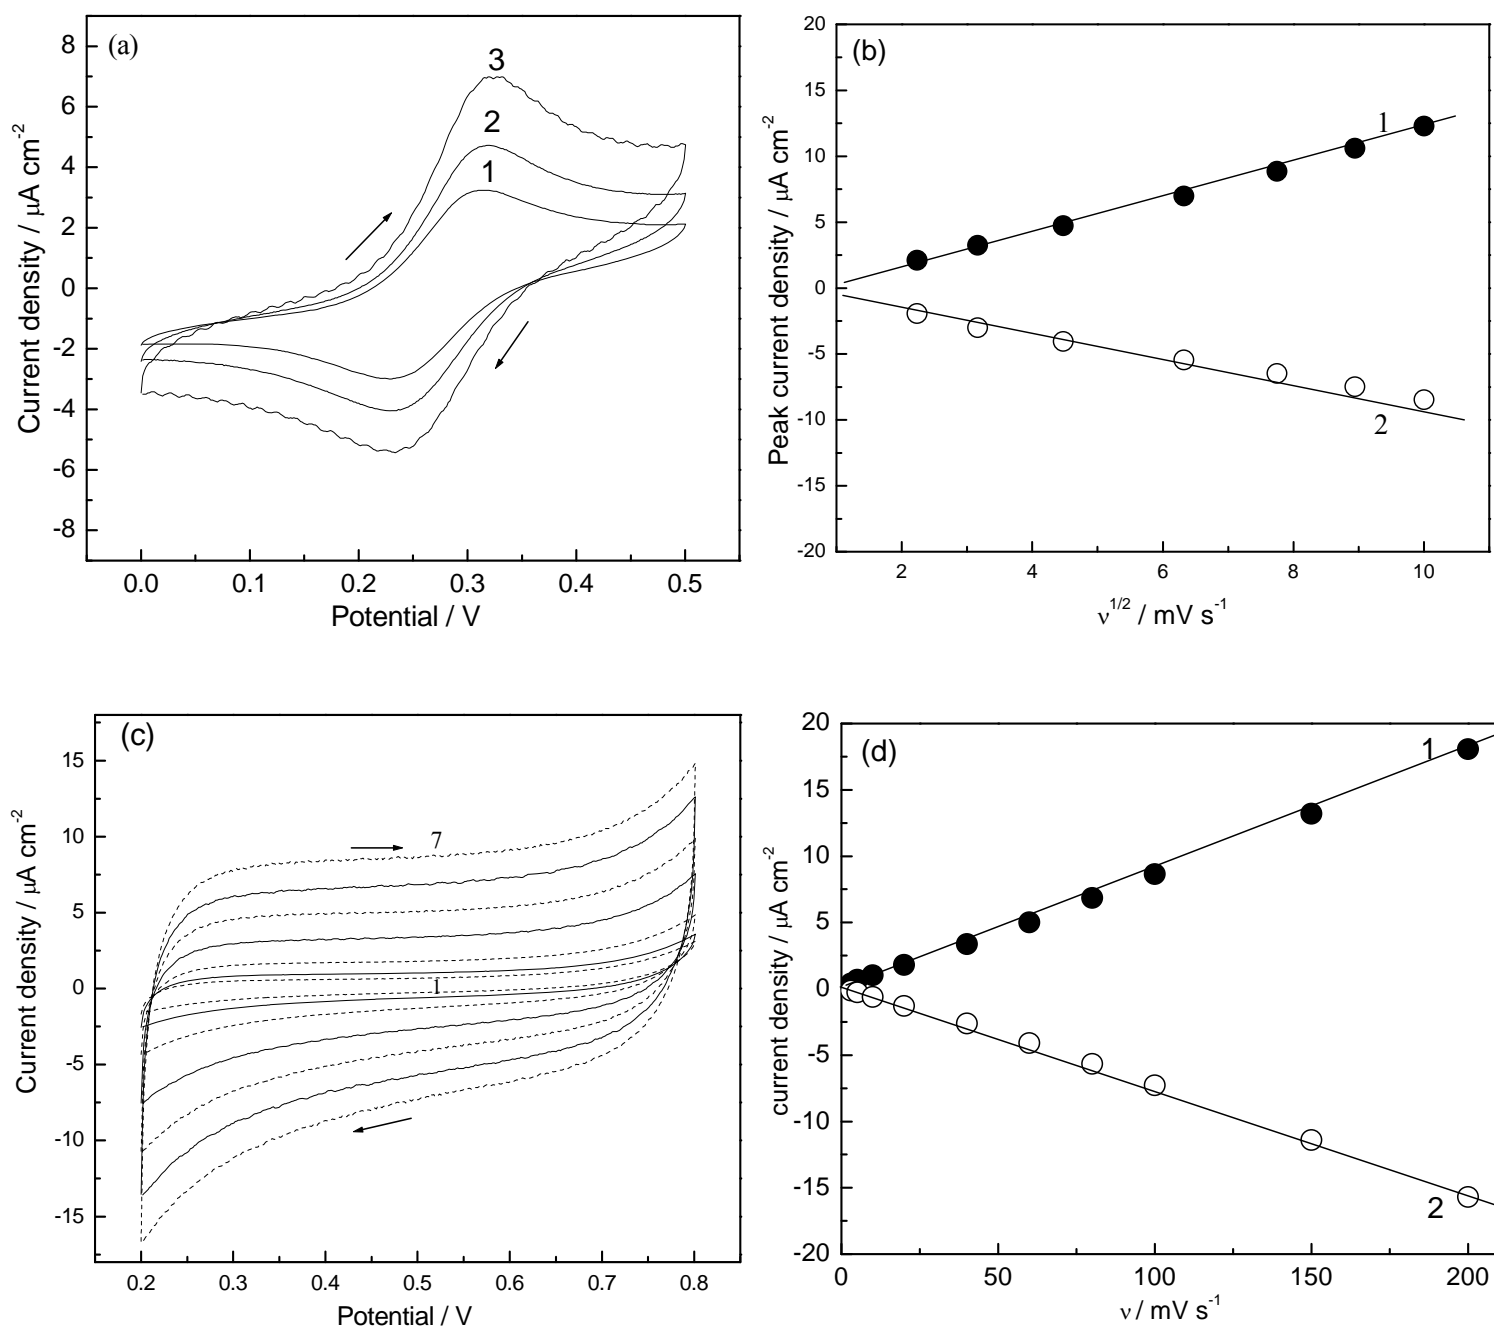 (a)
8
6
4
2
0
-2
-4
-6
-8
3
2
1
0.0 0.1 0.2 0.3 0.4 0.5
Potential / V
Current density / μA cm-2
(b)
20
15
10
5
0
-5
-10
-15
-20
1
2
2 4 6 8 10
ν1/2 / mV s-1
Peak current density / μA cm-2
(c)
15
10
5
0
-5
-10
-15
7
1
0.2 0.3 0.4 0.5 0.6 0.7 0.8
Potential / V
Current density / μA cm-2
(d)
20
15
10
5
0
-5
-10
-15
-20
1
2
0 50 100 150 200
ν / mV s-1
current density / μA cm-2